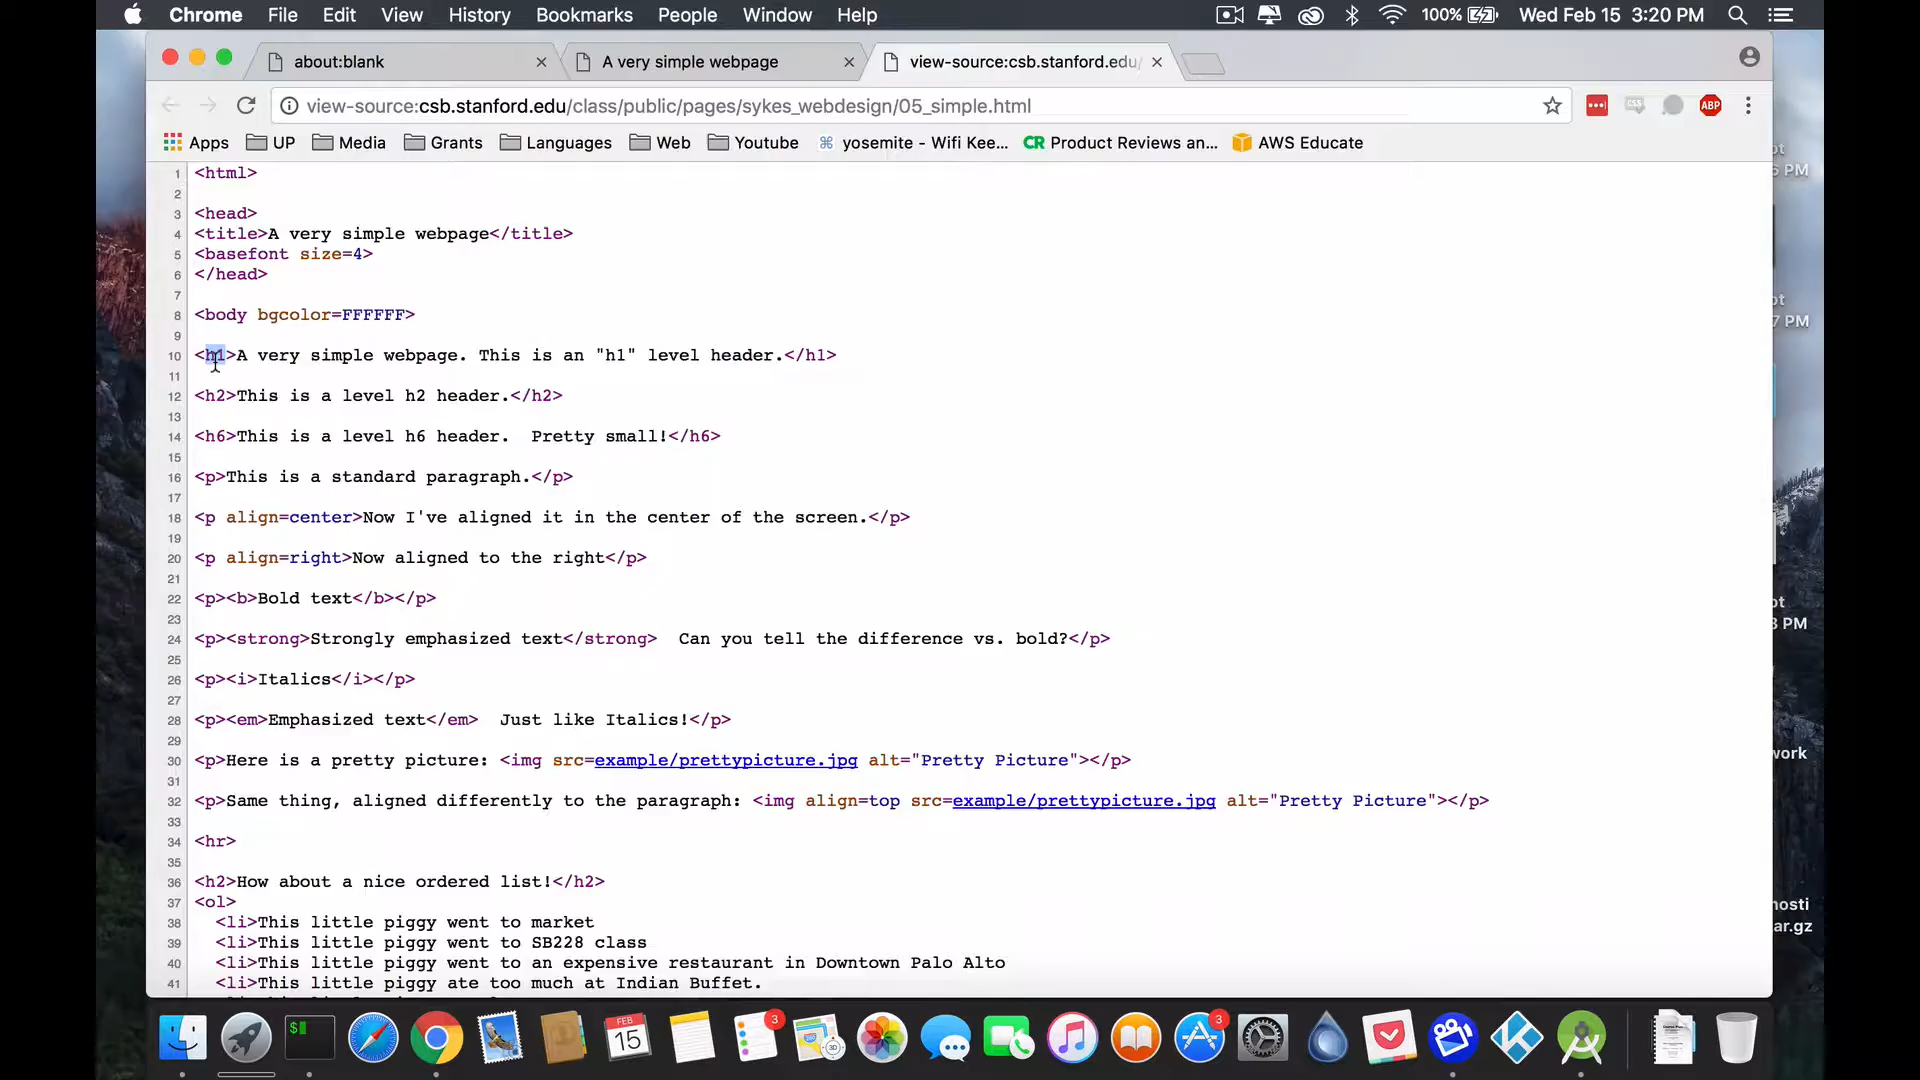 Chrome File Edit View History Bookmarks People Window Help 100% Wed Feb 15 3:20 PM
about:blank A very simple webpage view-source:csb.stanford.edu/
view-source:csb.stanford.edu/class/public/pages/sykes_webdesign/05_simple.html CSS ABP
Apps UP Media Grants Languages Web Youtube yosemite - Wifi Kee... CR Product Reviews an... AWS Educate
1 <html>
2
3 <head>
4 <title>A very simple webpage</title>
5 <basefont size=4>
6 </head>
7
8 <body bgcolor=FFFFFF>
9
10 <h1>A very simple webpage. This is an "h1" level header.</h1>
11
12 <h2>This is a level h2 header.</h2>
13
14 <h6>This is a level h6 header.  Pretty small!</h6>
15
16 <p>This is a standard paragraph.</p>
17
18 <p align=center>Now I've aligned it in the center of the screen.</p>
19
20 <p align=right>Now aligned to the right</p>
21
22 <p><b>Bold text</b></p>
23
24 <p><strong>Strongly emphasized text</strong>  Can you tell the difference vs. bold?</p>
25
26 <p><i>Italics</i></p>
27
28 <p><em>Emphasized text</em>  Just like Italics!</p>
29
30 <p>Here is a pretty picture: <img src=example/prettypicture.jpg alt="Pretty Picture"></p>
31
32 <p>Same thing, aligned differently to the paragraph: <img align=top src=example/prettypicture.jpg alt="Pretty Picture"></p>
33
34 <hr>
35
36 <h2>How about a nice ordered list!</h2>
37 <ol>
38 <li>This little piggy went to market
39 <li>This little piggy went to SB228 class
40 <li>This little piggy went to an expensive restaurant in Downtown Palo Alto
41 <li>This little piggy ate too much at Indian Buffet.
PM
7 PM
3 PM
work
ar.gz
$
FEB
15
3
3D
3